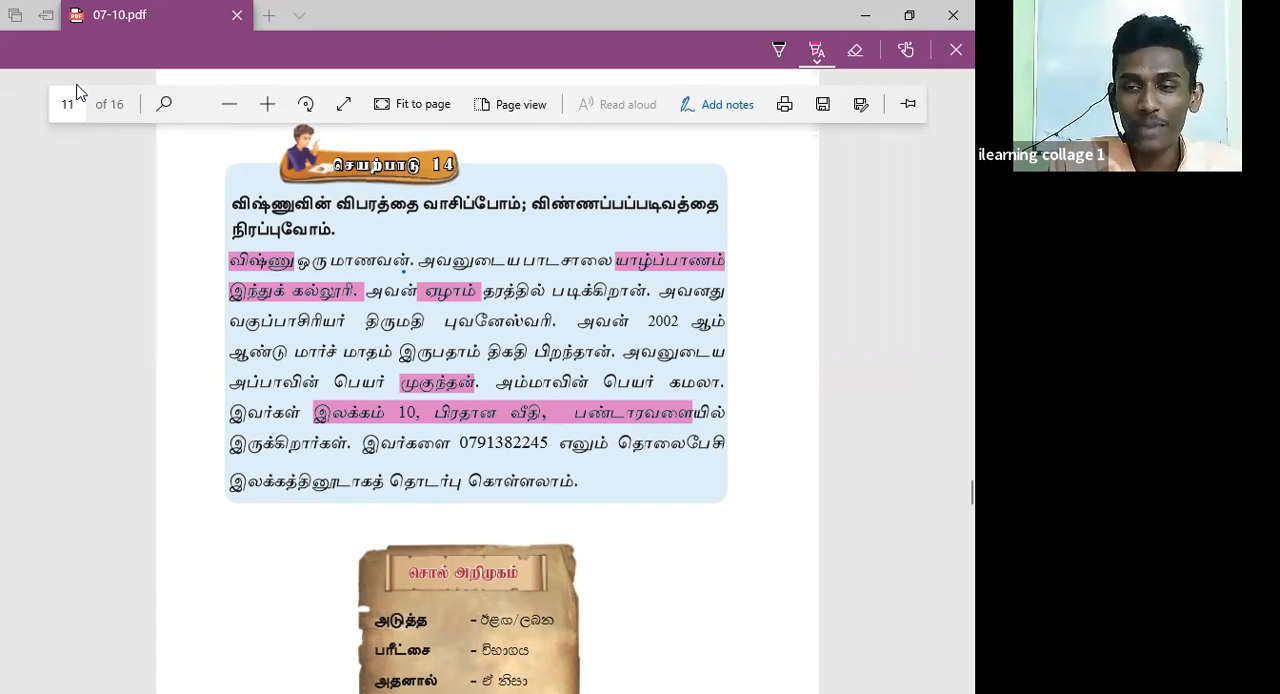 07-10.pdf
11 of 16
Fit to page
Page view
Read aloud
Add notes
ilearning collage 1
செயற்பாடு 14
விஷ்ணுவின் விபரத்தை வாசிப்போம்; விண்ணப்பப்படிவத்தை
நிரப்புவோம்.
விஷ்ணு ஒரு மாணவன். அவனுடைய பாடசாலை யாழ்ப்பாணம்
இந்துக் கல்லூரி. அவன் ஏழாம் தரத்தில் படிக்கிறான். அவனது
வகுப்பாசிரியர் திருமதி புவனேஸ்வரி. அவன் 2002 ஆம்
ஆண்டு மார்ச் மாதம் இருபதாம் திகதி பிறந்தான். அவனுடைய
அப்பாவின் பெயர் முகுந்தன். அம்மாவின் பெயர் கமலா.
இவர்கள் இலக்கம் 10, பிரதான வீதி, பண்டாரவளையில்
இருக்கிறார்கள். இவர்களை 0791382245 எனும் தொலைபேசி
இலக்கத்தினூடாகத் தொடர்பு கொள்ளலாம்.
சொல் அறிமுகம்
அடுத்த - ඊළඟ/ලබන
பரீட்சை - විභාගය
அதனால் - ඒ නිසා